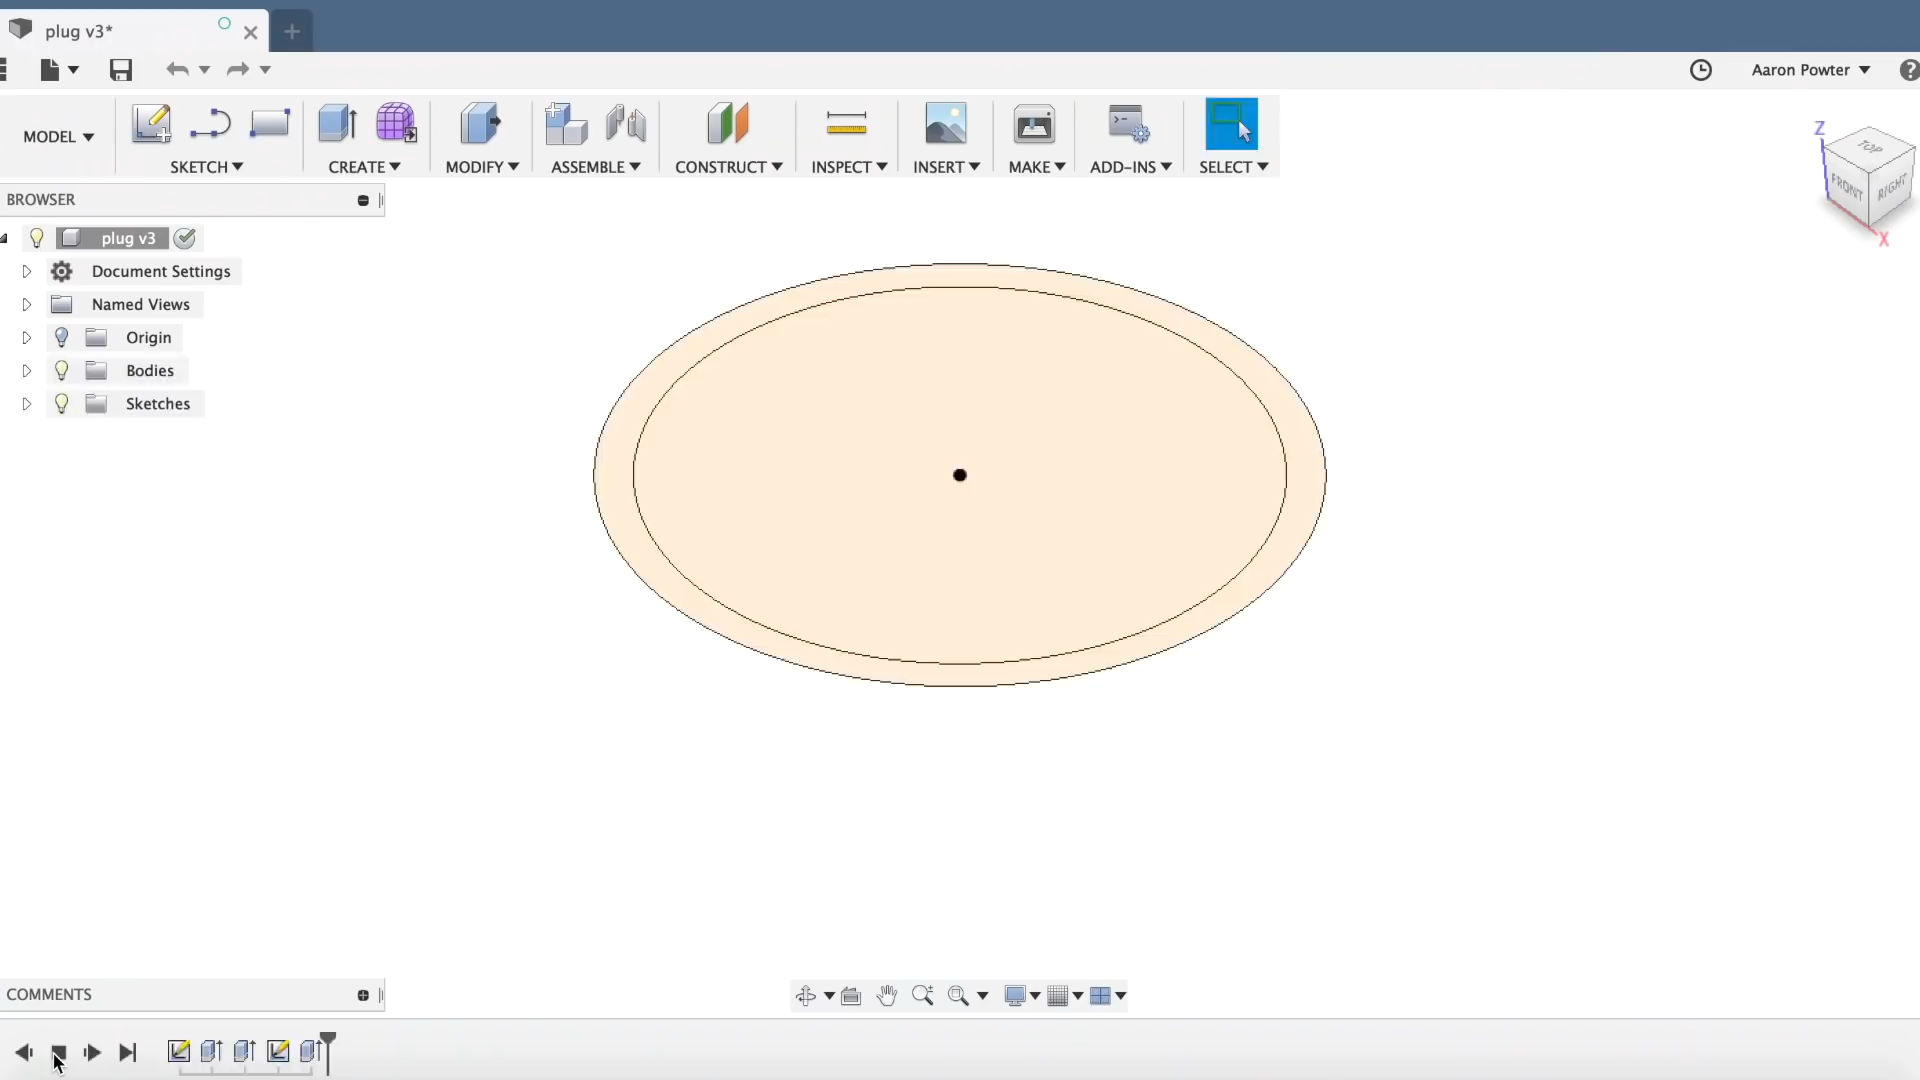 plug v3*
Aaron Powter
MODEL
SKETCH
CREATE
MODIFY
ASSEMBLE
CONSTRUCT
INSPECT
INSERT
MAKE
ADD-INS
SELECT
Z
TOP
FRONT
RIGHT
X
BROWSER
plug v3
Document Settings
Named Views
Origin
Bodies
Sketches
COMMENTS